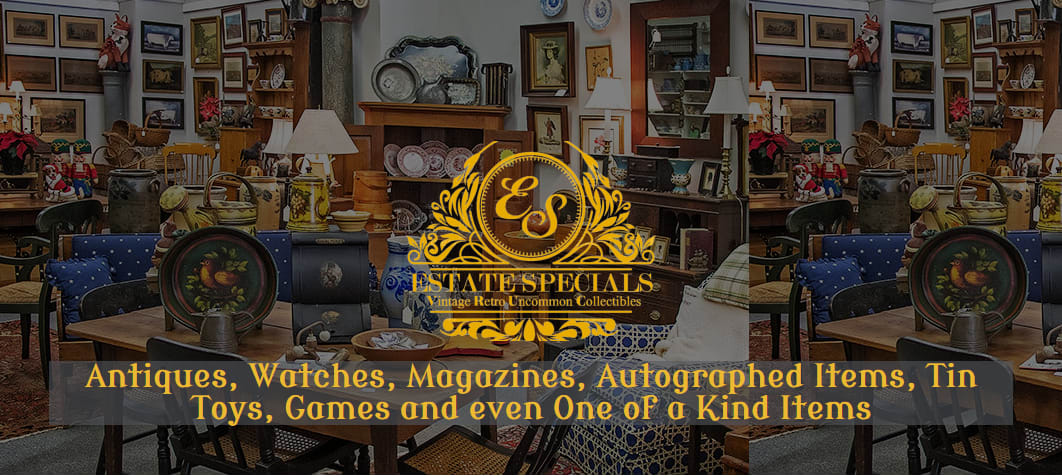 ES
ESTATE SPECIALS
Vintage Retro Uncommon Collectibles
Antiques, Watches, Magazines, Autographed Items, Tin
Toys, Games and even One of a Kind Items